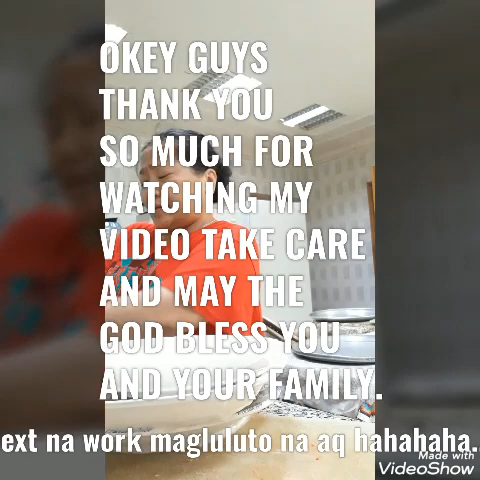 OKEY GUYS
THANK YOU
SO MUCH FOR
WATCHING MY
VIDEO TAKE CARE
AND MAY THE
GOD BLESS YOU
AND YOUR FAMILY.
ext na work magluluto na aq hahahaha.
Made with
VideoShow